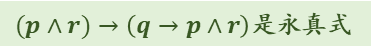 (p ∧ r) → (q → p ∧ r)是永真式